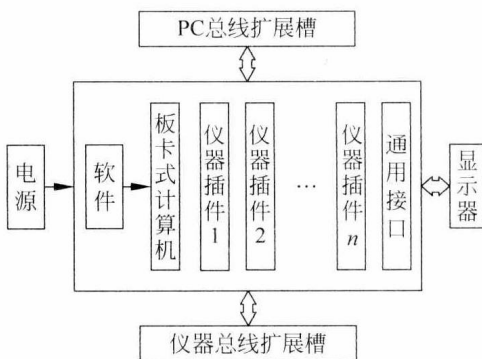 PC总线扩展槽
电源
软件
板卡式计算机
仪器插件1
仪器插件2
…
仪器插件n
通用接口
显示器
仪器总线扩展槽